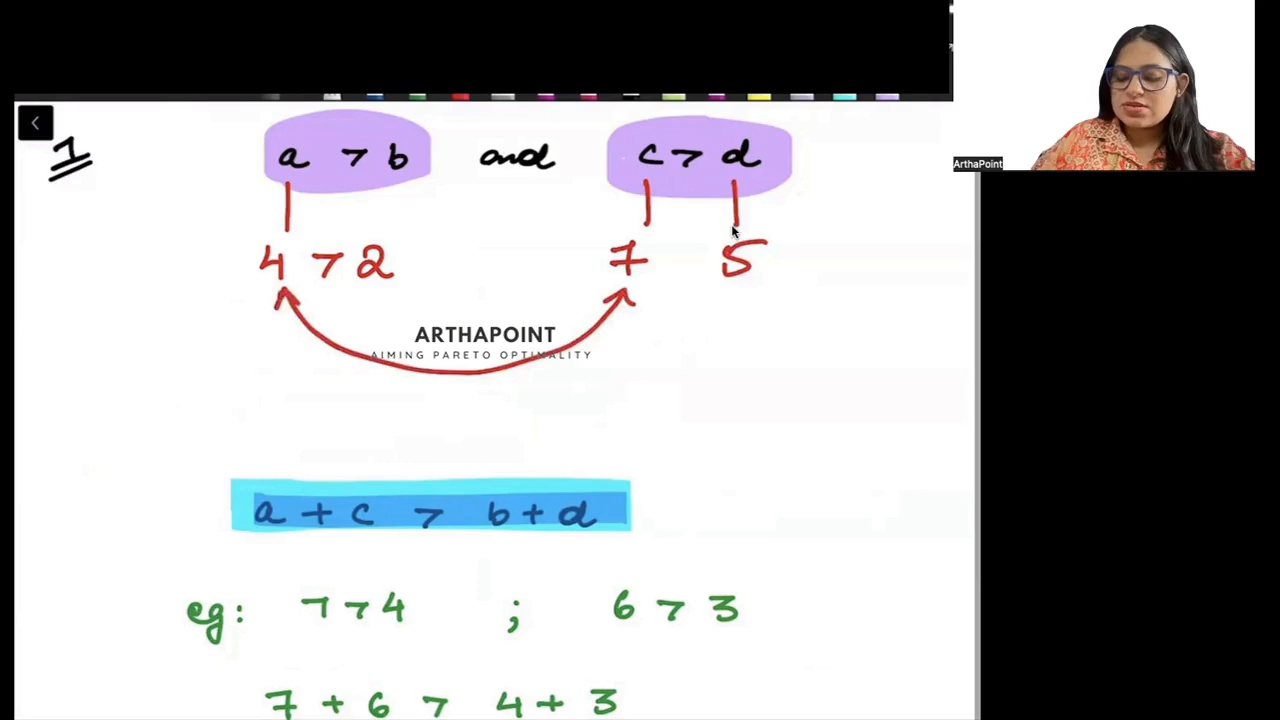 1 a > b and c > d
4 > 2 7 5
ARTHAPOINT
AIMING PARETO OPTIMALITY
a + c > b + d
eg: 7 > 4 ; 6 > 3
7 + 6 > 4 + 3
ArthaPoint